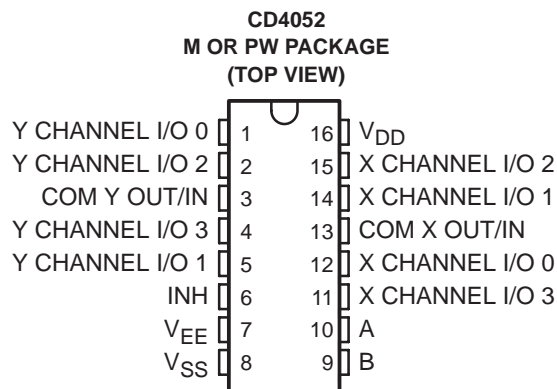 CD4052
M OR PW PACKAGE
(TOP VIEW)
Y CHANNEL I/O 0 1 16 VDD
Y CHANNEL I/O 2 2 15 X CHANNEL I/O 2
COM Y OUT/IN 3 14 X CHANNEL I/O 1
Y CHANNEL I/O 3 4 13 COM X OUT/IN
Y CHANNEL I/O 1 5 12 X CHANNEL I/O 0
INH 6 11 X CHANNEL I/O 3
VEE 7 10 A
VSS 8 9 B